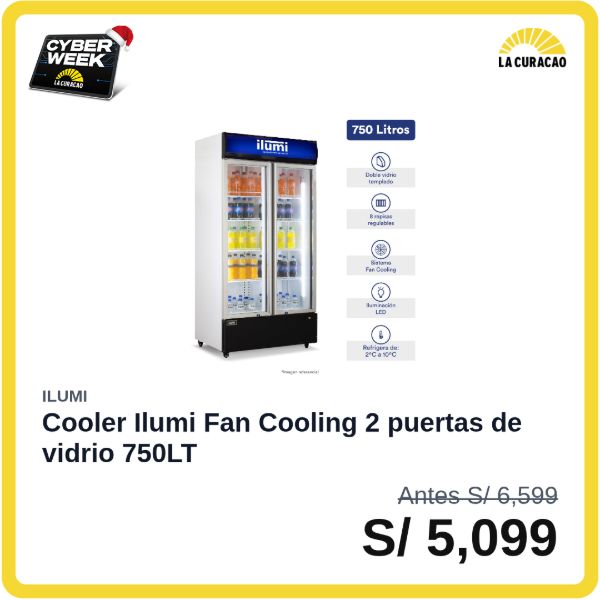 CYBER
WEEK
LA CURACAO
LA CURACAO
ilumi
750 Litros
Doble vidrio
templado
8 repisas
regulables
Sistema
Fan Cooling
Iluminación
LED
Refrigera de:
2°C a 10°C
*Imagen referencial
ILUMI
Cooler Ilumi Fan Cooling 2 puertas de
vidrio 750LT
Antes S/ 6,599
S/ 5,099